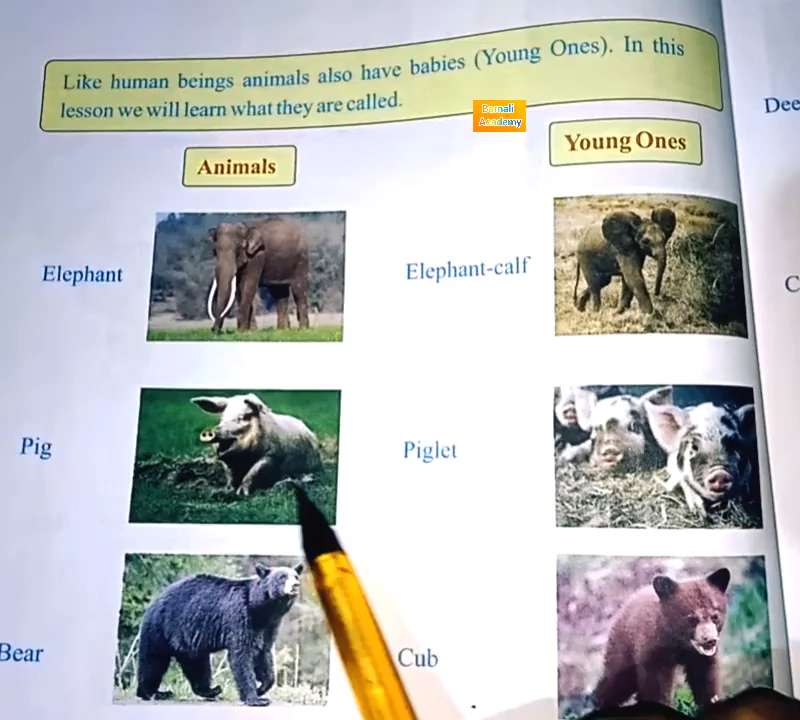 Like human beings animals also have babies (Young Ones). In this
lesson we will learn what they are called.
Barnali
Academy
Dee
Animals
Young Ones
Elephant
Elephant-calf
C
Pig
Piglet
Bear
Cub